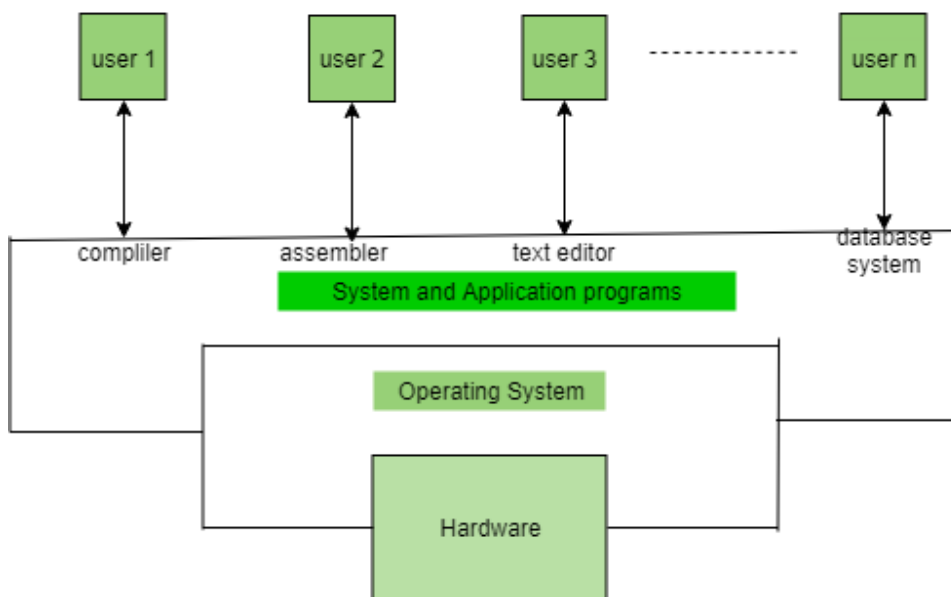 user 1
user 2
user 3
user n
compliler
assembler
text editor
database
system
System and Application programs
Operating System
Hardware